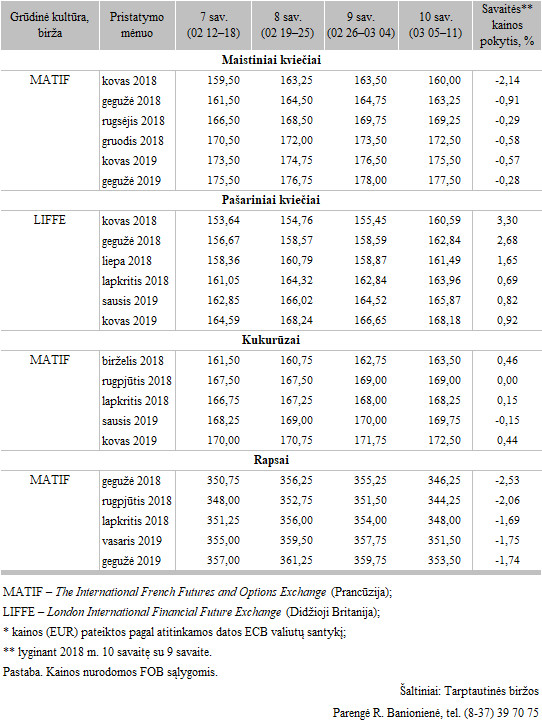 Grūdinė kultūra, birža Pristatymo mėnuo 7 sav. (02 12–18) 8 sav. (02 19–25) 9 sav. (02 26–03 04) 10 sav. (03 05–11) Savaitės** kainos pokytis, %
Maistiniai kviečiai
MATIF kovas 2018 159,50 163,25 163,50 160,00 -2,14
gegužė 2018 161,50 164,50 164,75 163,25 -0,91
rugsėjis 2018 166,50 168,50 169,75 169,25 -0,29
gruodis 2018 170,50 172,00 173,50 172,50 -0,58
kovas 2019 173,50 174,75 176,50 175,50 -0,57
gegužė 2019 175,50 176,75 178,00 177,50 -0,28
Pašariniai kviečiai
LIFFE kovas 2018 153,64 154,76 155,45 160,59 3,30
gegužė 2018 156,67 158,57 158,59 162,84 2,68
liepa 2018 158,36 160,79 158,87 161,49 1,65
lapkritis 2018 161,05 164,32 162,84 163,96 0,69
sausis 2019 162,85 166,02 164,52 165,87 0,82
kovas 2019 164,59 168,24 166,65 168,18 0,92
Kukurūzai
MATIF birželis 2018 161,50 160,75 162,75 163,50 0,46
rugpjūtis 2018 167,50 167,50 169,00 169,00 0,00
lapkritis 2018 166,75 167,25 168,00 168,25 0,15
sausis 2019 168,25 169,00 170,00 169,75 -0,15
kovas 2019 170,00 170,75 171,75 172,50 0,44
Rapsai
MATIF gegužė 2018 350,75 356,25 355,25 346,25 -2,53
rugpjūtis 2018 348,00 352,75 351,50 344,25 -2,06
lapkritis 2018 351,25 356,00 354,00 348,00 -1,69
vasaris 2019 355,00 359,50 357,75 351,50 -1,75
gegužė 2019 357,00 361,25 359,75 353,50 -1,74
MATIF – The International French Futures and Options Exchange (Prancūzija);
LIFFE – London International Financial Future Exchange (Didžioji Britanija);
* kainos (EUR) pateiktos pagal atitinkamos datos ECB valiutų santykį;
** lyginant 2018 m. 10 savaitę su 9 savaite.
Pastaba. Kainos nurodomos FOB sąlygomis.
Šaltiniai: Tarptautinės biržos
Parengė R. Banionienė, tel. (8-37) 39 70 75